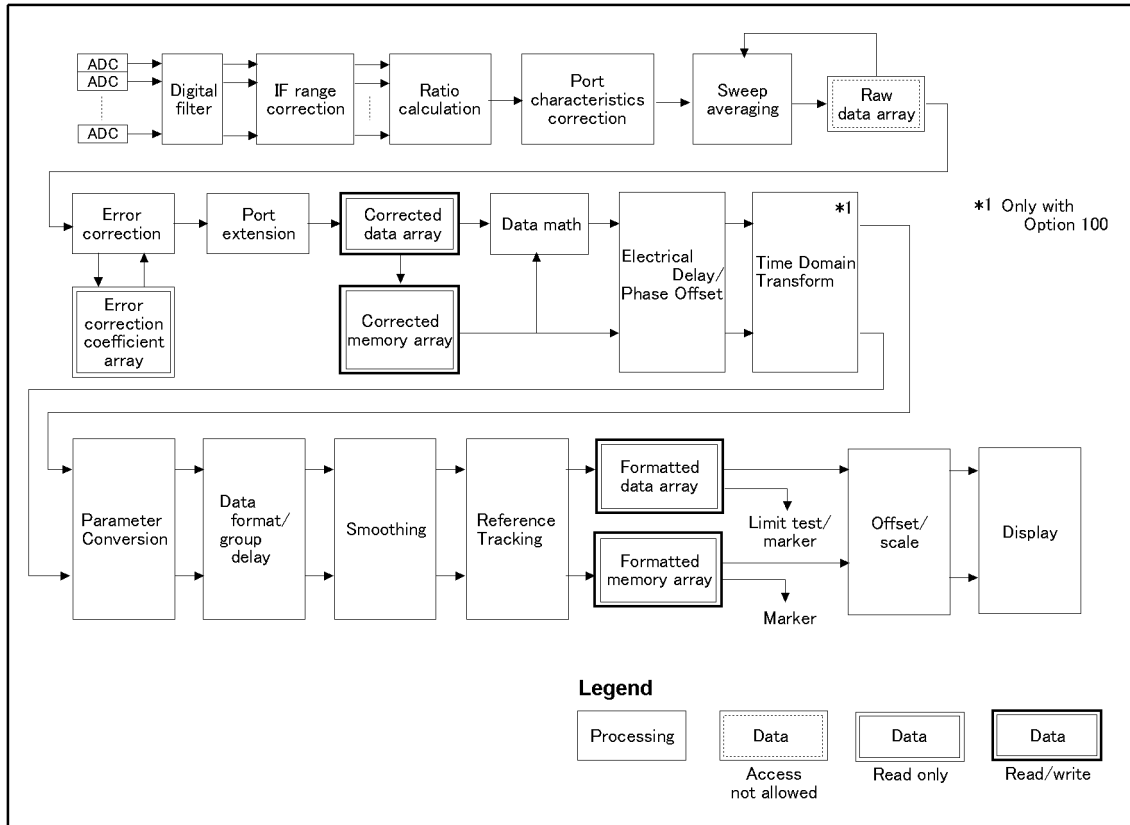 ADC
ADC
ADC
Digital
filter
IF range
correction
Ratio
calculation
Port
characteristics
correction
Sweep
averaging
Raw
data array
Error
correction
Port
extension
Corrected
data array
Data math
Electrical
Delay/
Phase Offset
*1
Time Domain
Transform
*1 Only with
Option 100
Error
correction
coefficient
array
Corrected
memory array
Parameter
Conversion
Data
format/
group
delay
Smoothing
Reference
Tracking
Formatted
data array
Limit test/
marker
Formatted
memory array
Marker
Offset/
scale
Display
Legend
Processing
Data
Access
not allowed
Data
Read only
Data
Read/write